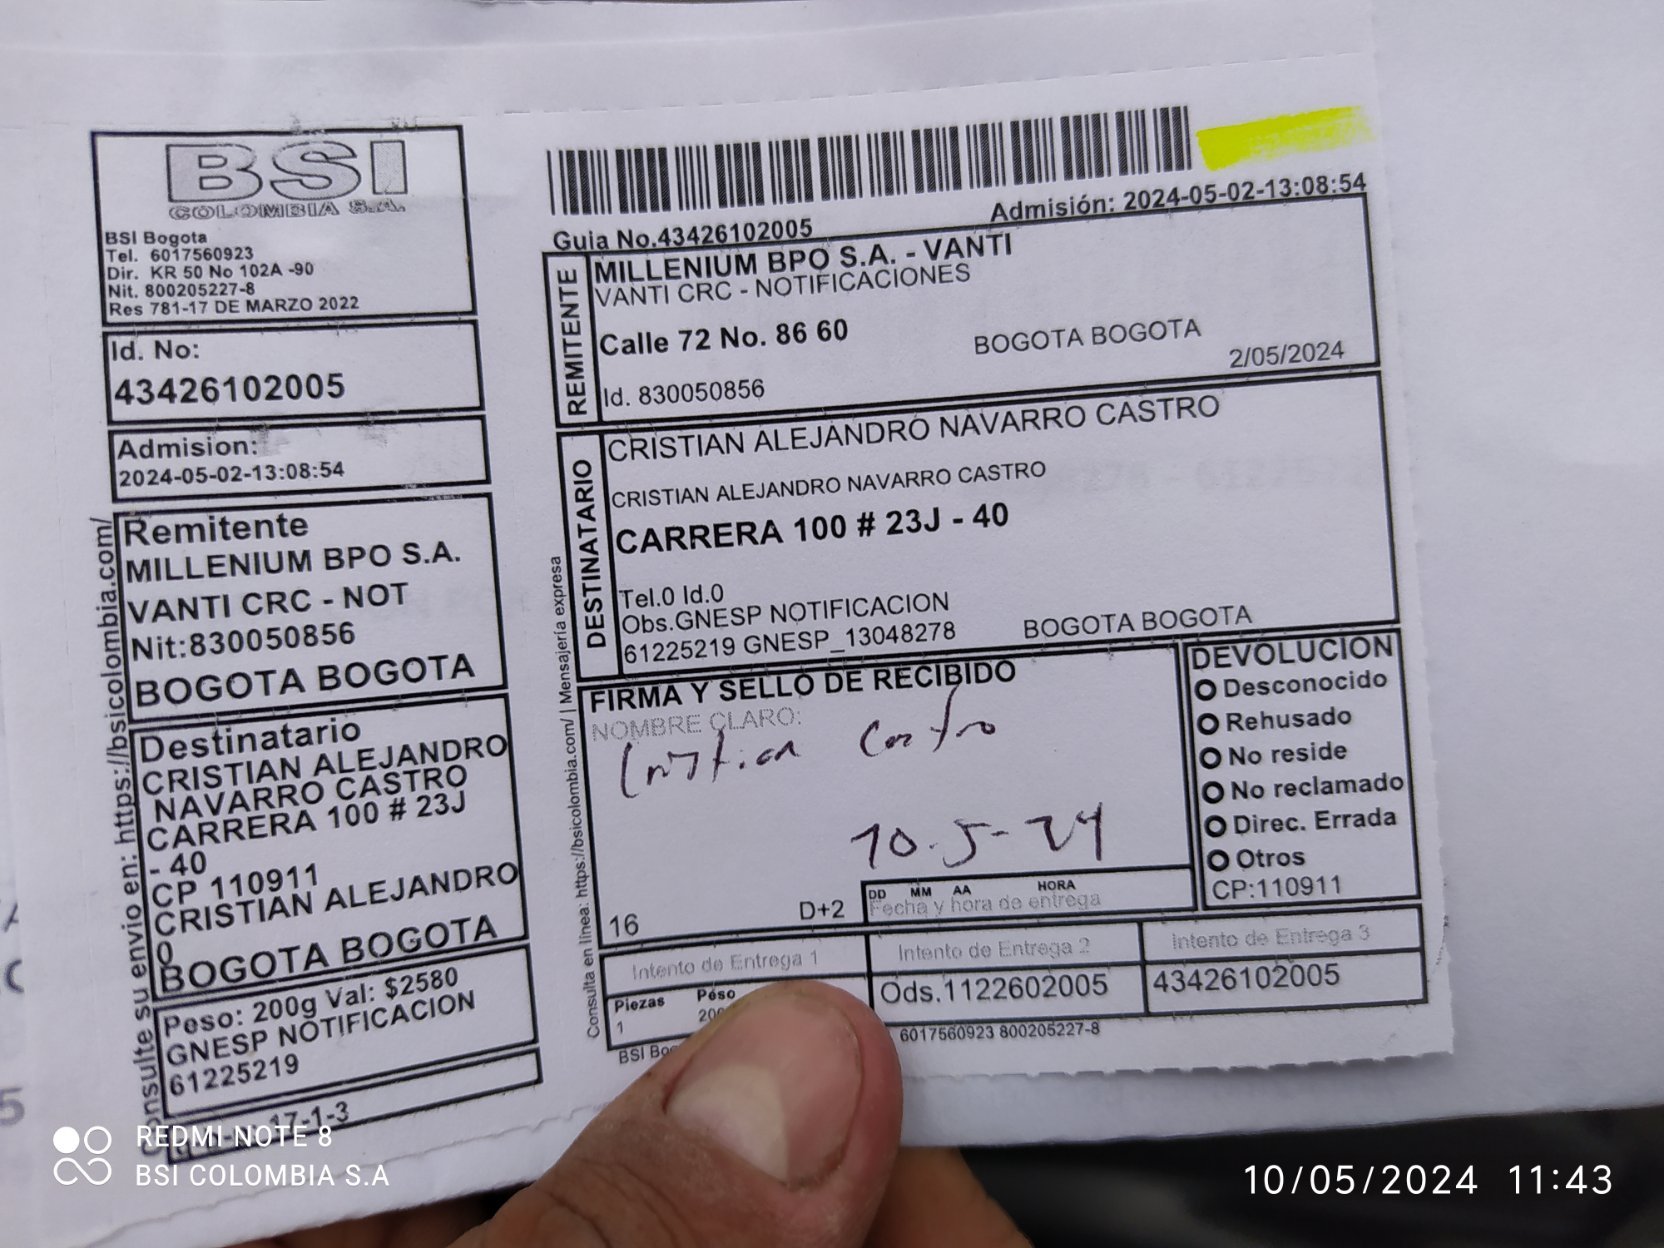 BSI
COLOMBIA S.A.
BSI Bogota
Tel. 6017560923
Dir. KR 50 No 102A -90
Nit. 800205227-8
Res 781-17 DE MARZO 2022
Id. No:
43426102005
Admision:
2024-05-02-13:08:54
Remitente
MILLENIUM BPO S.A.
VANTI CRC - NOT
Nit:830050856
BOGOTA BOGOTA
Destinatario
CRISTIAN ALEJANDRO
NAVARRO CASTRO
CARRERA 100 # 23J
- 40
CP 110911
CRISTIAN ALEJANDRO
0
BOGOTA BOGOTA
Peso: 200g Val: $2580
GNESP NOTIFICACION
61225219
17-1-3
onsulte su envio en: https://bsicolombia.com/
Guia No.43426102005
Admisión: 2024-05-02-13:08:54
REMITENTE
MILLENIUM BPO S.A. - VANTI
VANTI CRC - NOTIFICACIONES
Calle 72 No. 86 60
BOGOTA BOGOTA
2/05/2024
Id. 830050856
DESTINATARIO
CRISTIAN ALEJANDRO NAVARRO CASTRO
CRISTIAN ALEJANDRO NAVARRO CASTRO
CARRERA 100 # 23J - 40
Tel.0 Id.0
Obs.GNESP NOTIFICACION
61225219 GNESP_13048278
BOGOTA BOGOTA
Consulta en línea: https://bsicolombia.com/ | Mensajería expresa
FIRMA Y SELLO DE RECIBIDO
NOMBRE CLARO:
Cristian Castro
10-5-24
16
D+2
DD MM AA HORA
Fecha y hora de entrega
DEVOLUCION
Desconocido
Rehusado
No reside
No reclamado
Direc. Errada
Otros
CP:110911
Intento de Entrega 1
Intento de Entrega 2
Intento de Entrega 3
Piezas Peso
1
Ods.1122602005
43426102005
BSI
6017560923 800205227-8
REDMI NOTE 8
BSI COLOMBIA S.A
10/05/2024 11:43